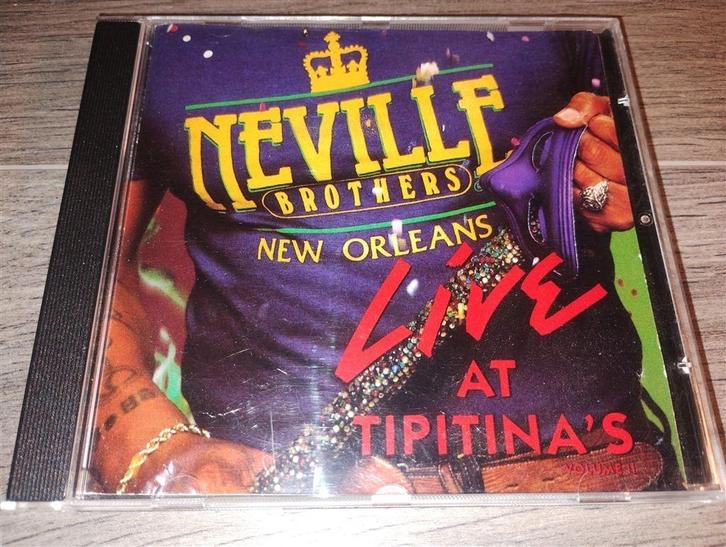 NEVILLE
BROTHERS
NEW ORLEANS
Live
AT
TIPITINA'S
VOLUME II